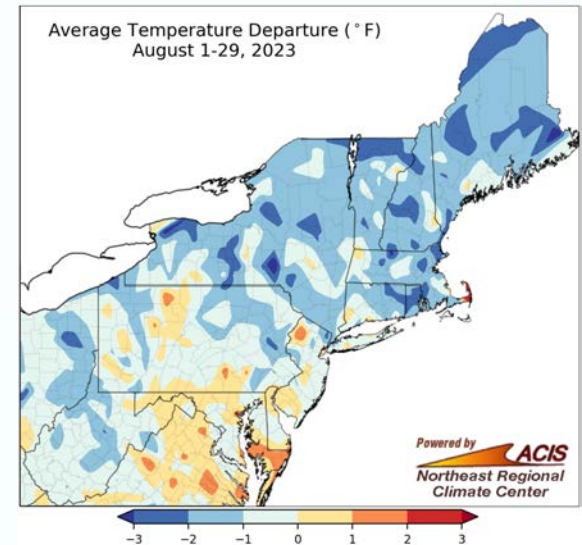 Average Temperature Departure (°F)
August 1-29, 2023
Powered by
ACIS
Northeast Regional
Climate Center
−3 −2 −1 0 1 2 3